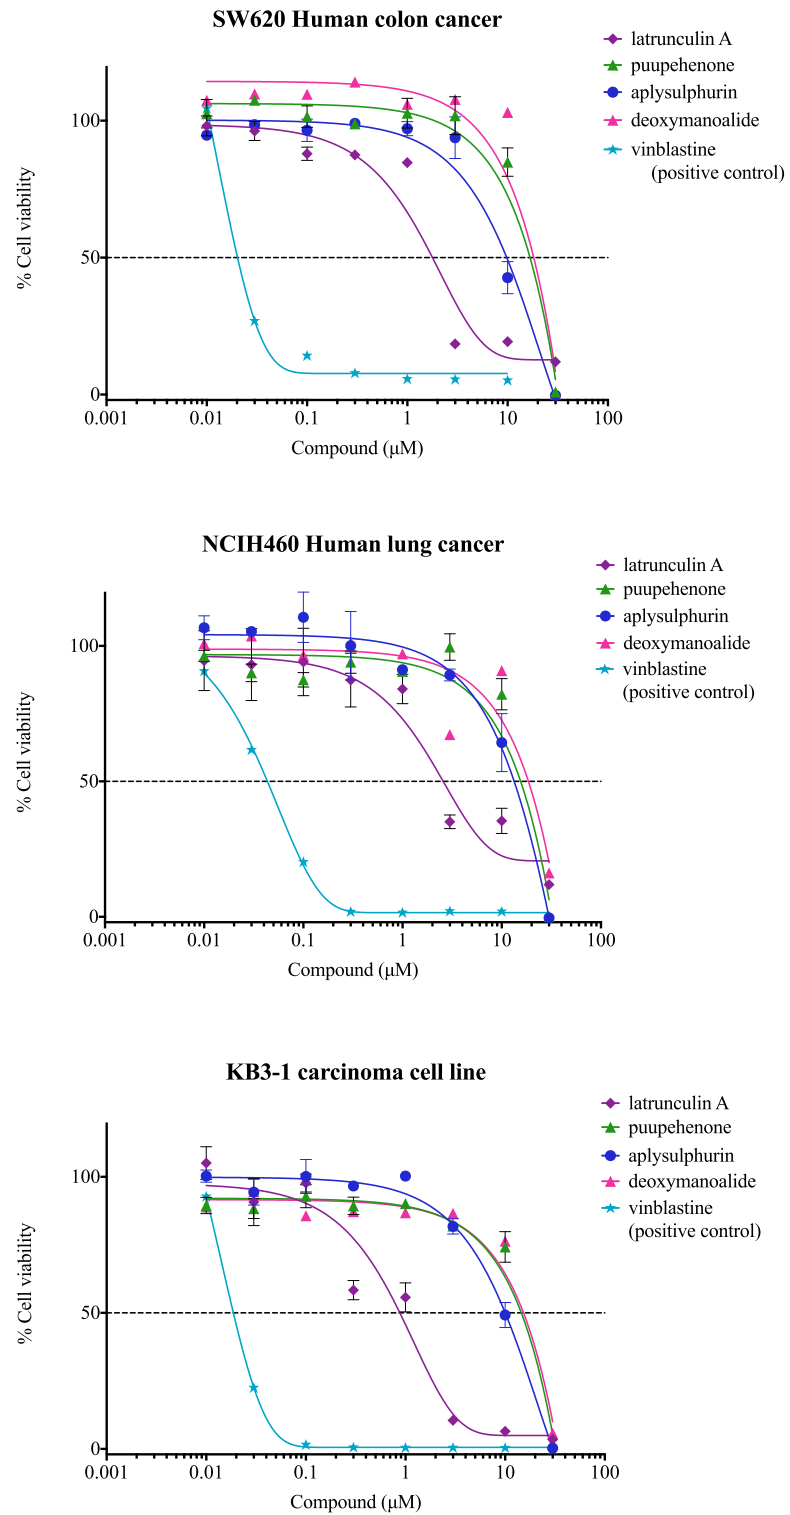 SW620 Human colon cancer
latrunculin A
puupehenone
aplysulphurin
deoxymanoalide
vinblastine
(positive control)
% Cell viability
100
50
0
0.001 0.01 0.1 1 10 100
Compound (μM)
NCIH460 Human lung cancer
latrunculin A
puupehenone
aplysulphurin
deoxymanoalide
vinblastine
(positive control)
% Cell viability
100
50
0
0.001 0.01 0.1 1 10 100
Compound (μM)
KB3-1 carcinoma cell line
latrunculin A
puupehenone
aplysulphurin
deoxymanoalide
vinblastine
(positive control)
% Cell viability
100
50
0
0.001 0.01 0.1 1 10 100
Compound (μM)